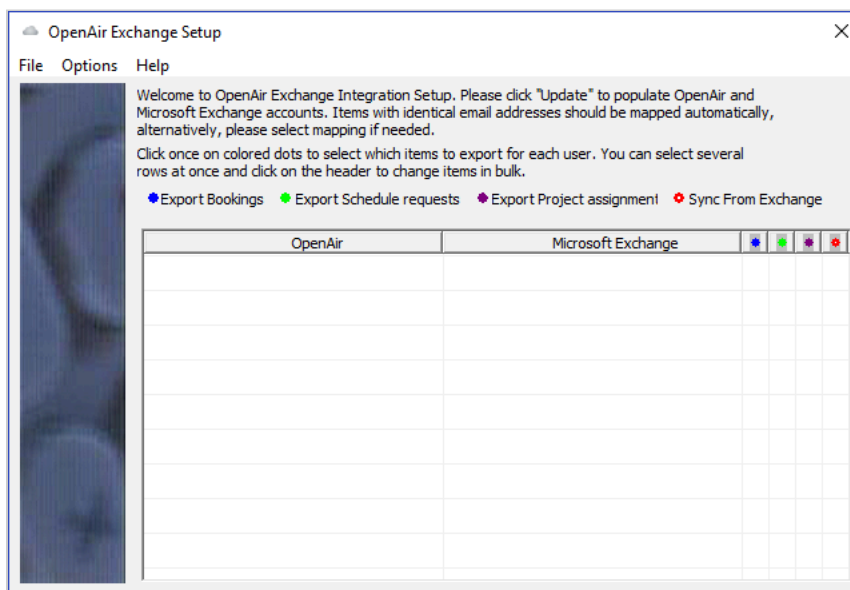 OpenAir Exchange Setup
File Options Help
Welcome to OpenAir Exchange Integration Setup. Please click "Update" to populate OpenAir and
Microsoft Exchange accounts. Items with identical email addresses should be mapped automatically,
alternatively, please select mapping if needed.
Click once on colored dots to select which items to export for each user. You can select several
rows at once and click on the header to change items in bulk.
Export Bookings Export Schedule requests Export Project assignment Sync From Exchange
OpenAir Microsoft Exchange